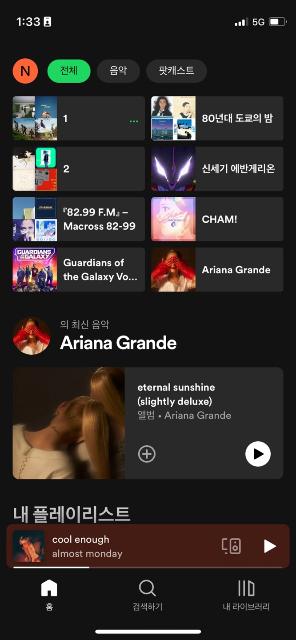 1:33
5G
N
전체
음악
팟캐스트
1
80년대 도쿄의 밤
2
신세기 에반게리온
『82.99 F.M』 –
Macross 82-99
CHAM!
Guardians of
the Galaxy Vo...
Ariana Grande
의 최신 음악
Ariana Grande
eternal sunshine
(slightly deluxe)
앨범 • Ariana Grande
내 플레이리스트
cool enough
almost monday
홈
검색하기
내 라이브러리